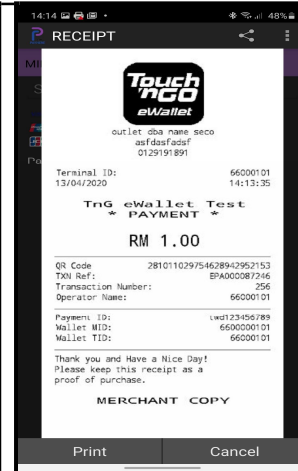 14:14 48%
RECEIPT
MI
S
Po
Touch
'nGO
eWallet
outlet dba name seco
asfdasfadsf
0129191891
Terminal ID: 66000101
13/04/2020 14:13:35
TnG eWallet Test
* PAYMENT *
RM 1.00
QR Code 281011029754628942952153
TXN Ref: EPA000087246
Transaction Number: 256
Operator Name: 66000101
Payment ID: twd123456789
Wallet MID: 6600000101
Wallet TID: 66000101
Thank you and Have a Nice Day!
Please keep this receipt as a
proof of purchase.
MERCHANT COPY
Print Cancel